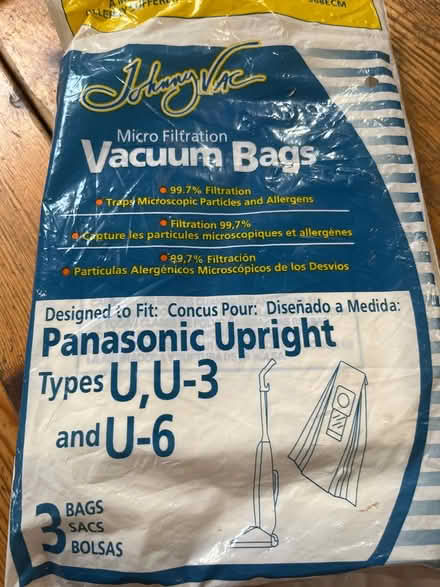 Johnny Vac
Micro Filtration
Vacuum Bags
• 99.7% Filtration
• Traps Microscopic Particles and Allergens
• Filtration 99,7%
• Capture les particules microscopiques et allergènes
• 99,7% Filtración
• Partículas Alergénicos Microscópicos de los Desvios
Designed to Fit: Concus Pour: Diseñado a Medida:
Panasonic Upright
Types U, U-3
and U-6
3 BAGS
SACS
BOLSAS